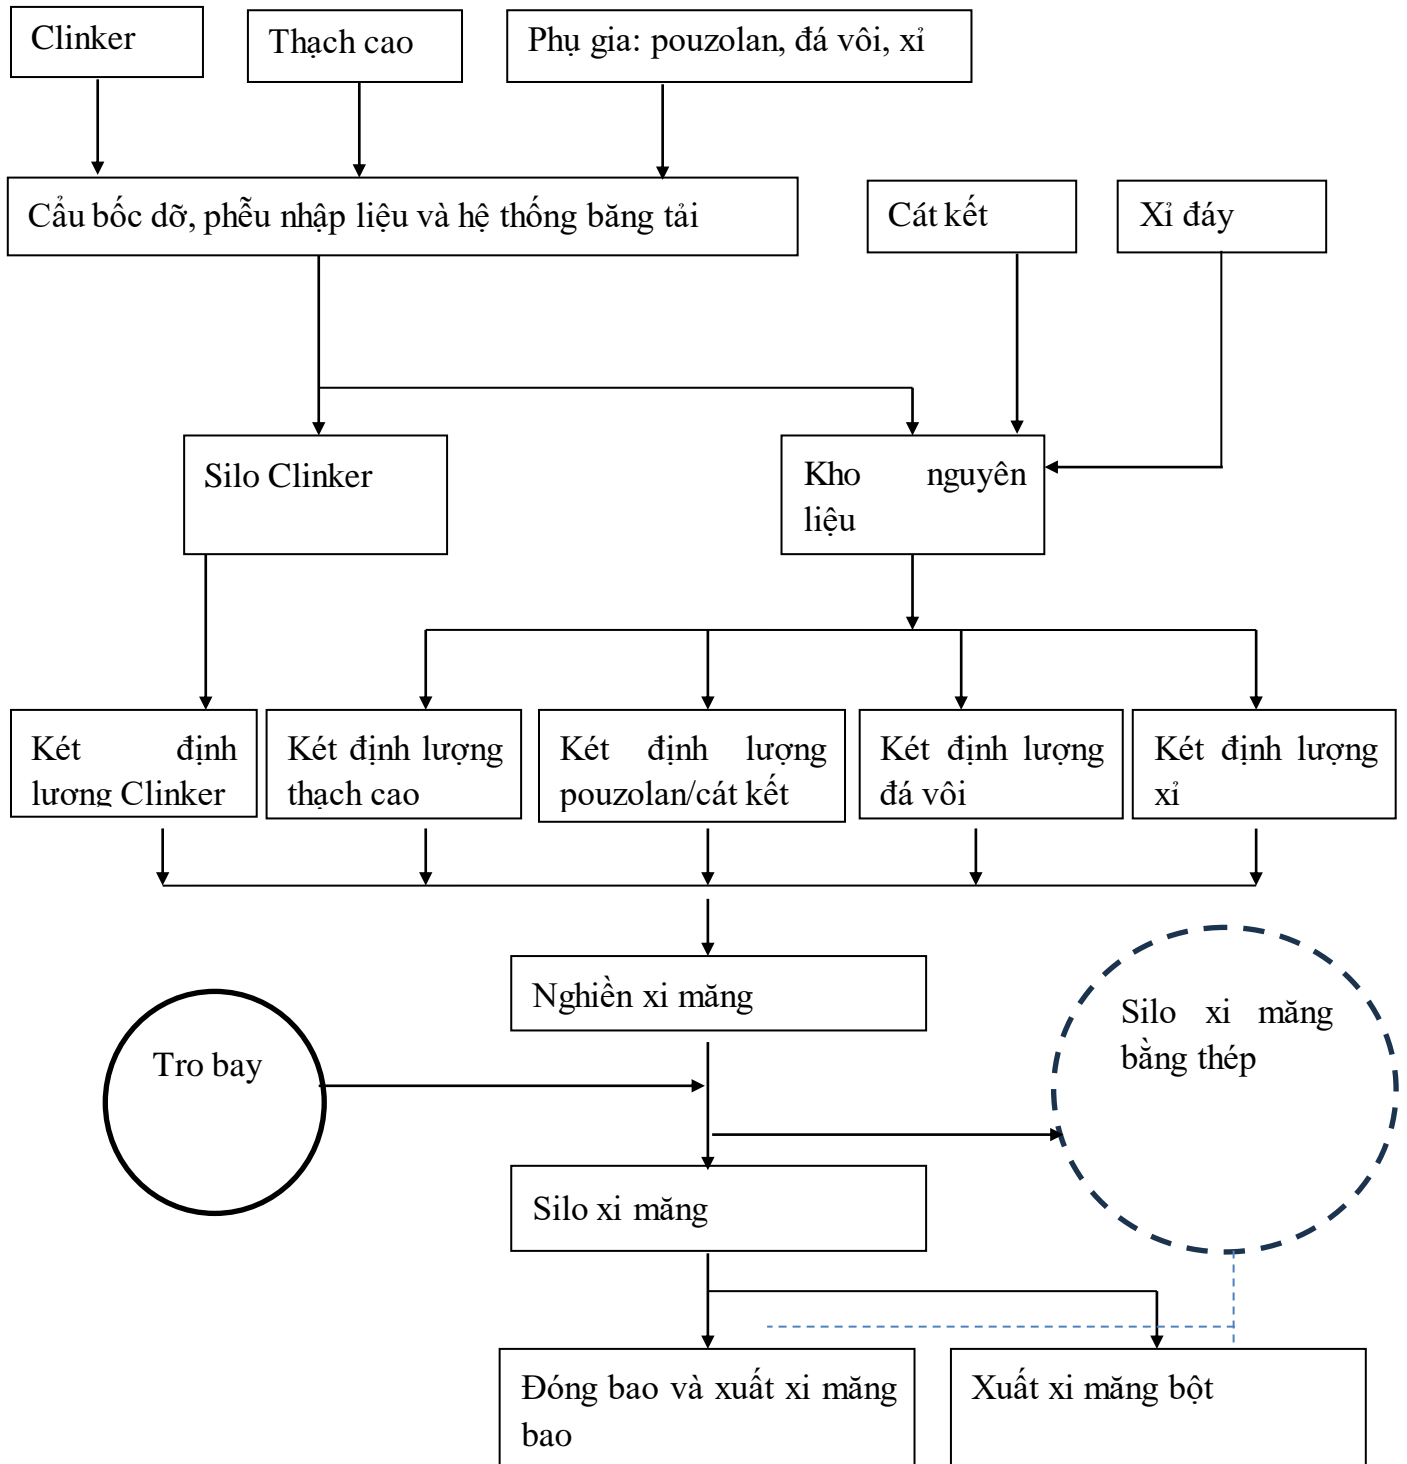 Clinker
Thạch cao
Phụ gia: pouzolan, đá vôi, xỉ
Cẩu bốc dỡ, phễu nhập liệu và hệ thống băng tải
Cát kết
Xỉ đáy
Silo Clinker
Kho nguyên
liệu
Két định
lương Clinker
Két định lượng
thạch cao
Két định lượng
pouzolan/cát kết
Két định lượng
đá vôi
Két định lượng
xỉ
Nghiền xi măng
Tro bay
Silo xi măng
bằng thép
Silo xi măng
Đóng bao và xuất xi măng
bao
Xuất xi măng bột